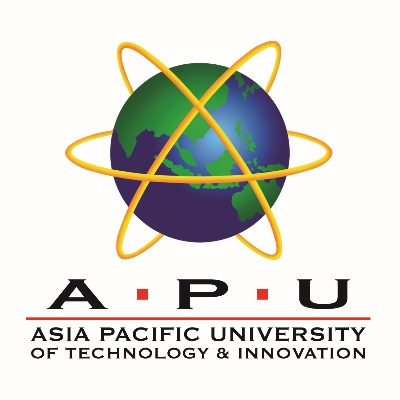 A · P · U
ASIA PACIFIC UNIVERSITY
OF TECHNOLOGY & INNOVATION